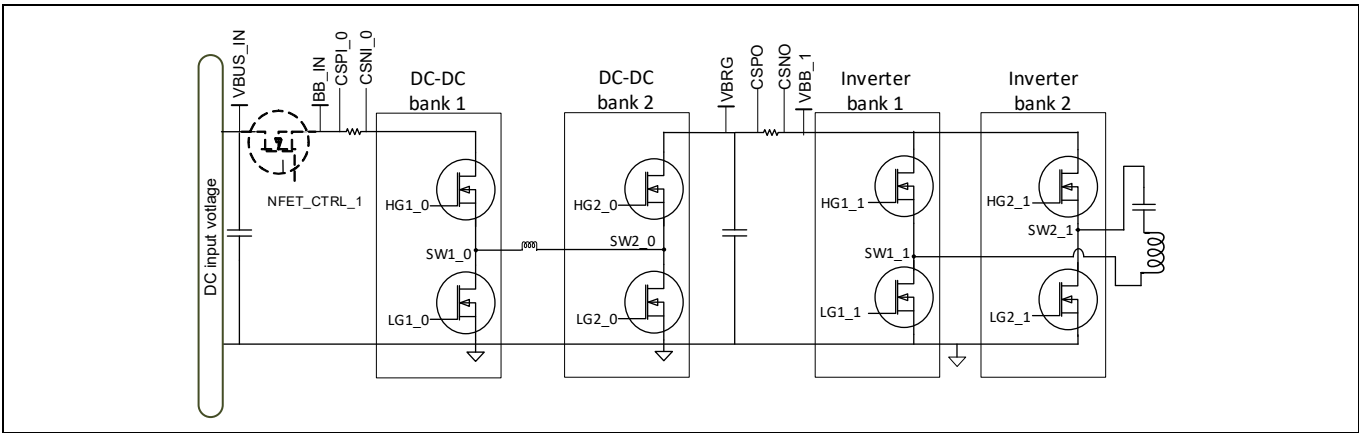 VBUS_IN
BB_IN
CSPI_0
CSNI_0
DC-DC
bank 1
DC-DC
bank 2
VBRG
CSPO
CSNO
VBB_1
Inverter
bank 1
Inverter
bank 2
DC input votlage
NFET_CTRL_1
HG1_0
HG2_0
HG1_1
HG2_1
SW1_0
SW2_0
SW1_1
SW2_1
LG1_0
LG2_0
LG1_1
LG2_1